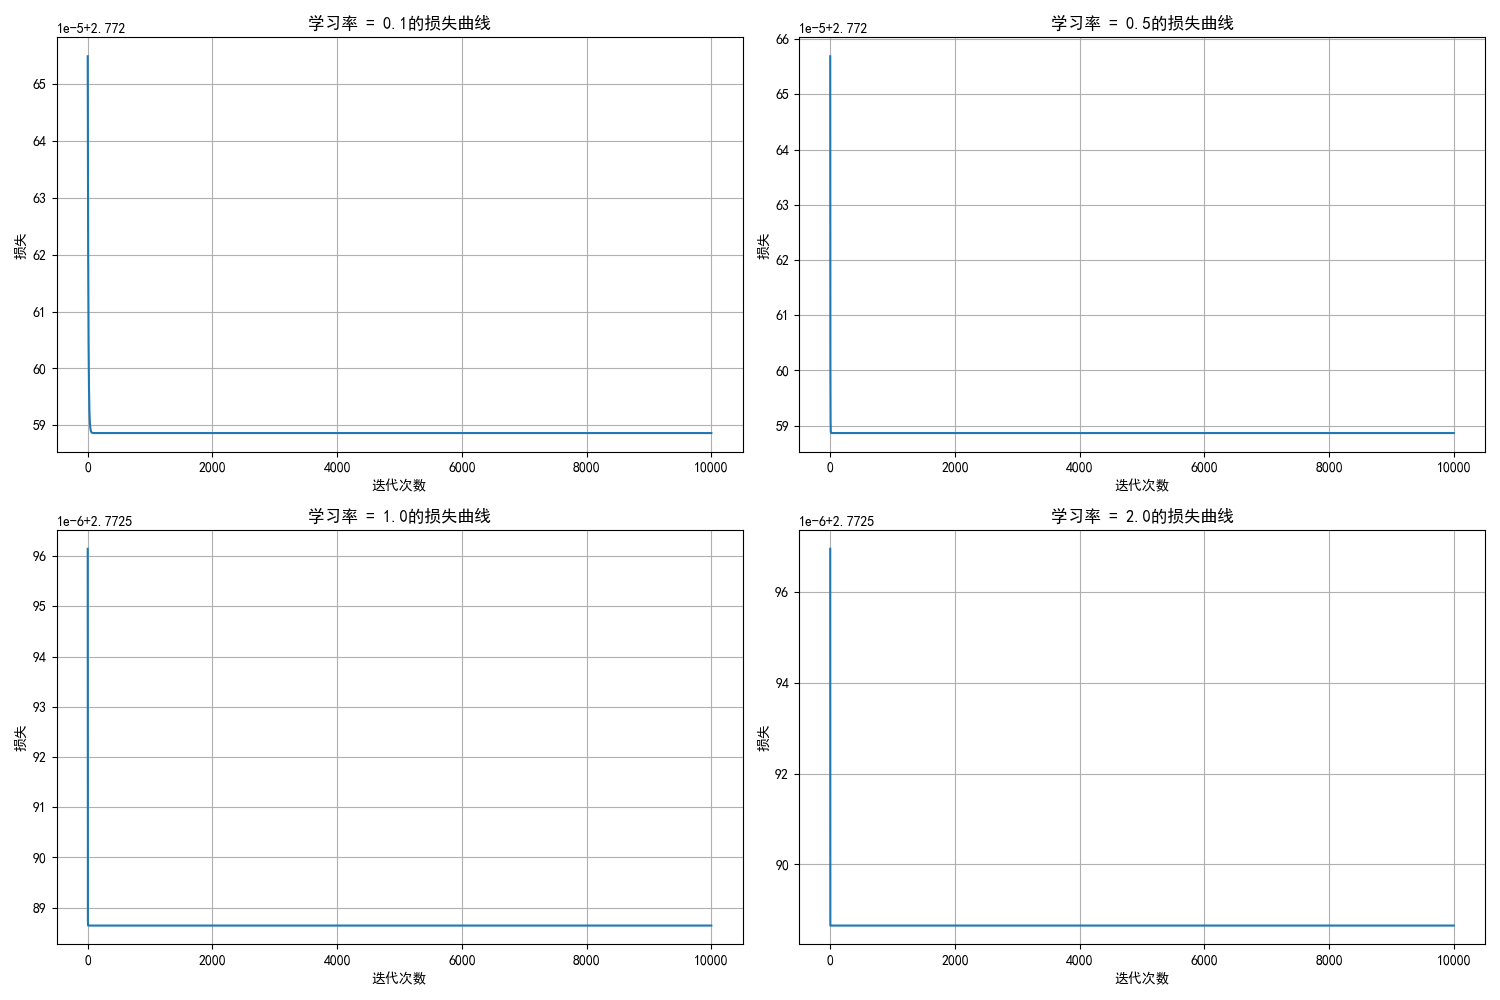 学习率 = 0.1的损失曲线
1e-5+2.772
65
64
63
62
61
60
59
损失
0 2000 4000 6000 8000 10000
迭代次数
学习率 = 0.5的损失曲线
1e-5+2.772
66
65
64
63
62
61
60
59
损失
0 2000 4000 6000 8000 10000
迭代次数
学习率 = 1.0的损失曲线
1e-6+2.7725
96
95
94
93
92
91
90
89
损失
0 2000 4000 6000 8000 10000
迭代次数
学习率 = 2.0的损失曲线
1e-6+2.7725
96
94
92
90
损失
0 2000 4000 6000 8000 10000
迭代次数